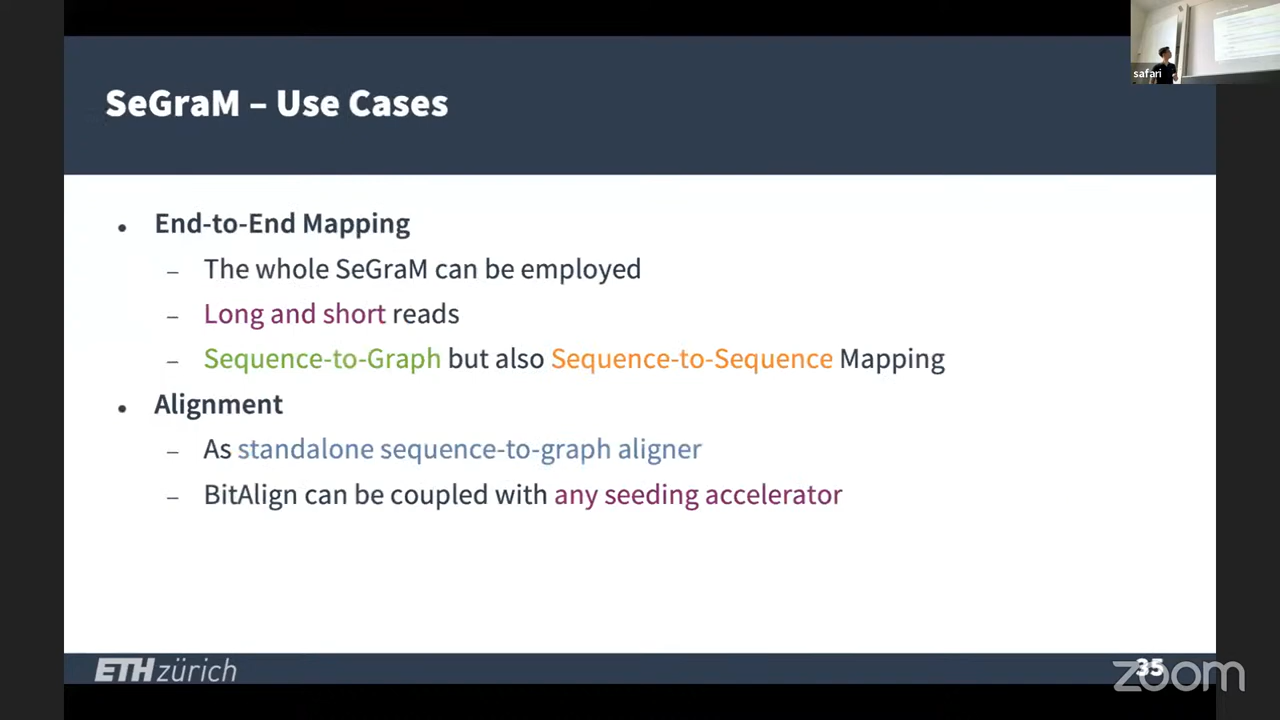 safari
SeGraM – Use Cases
• End-to-End Mapping
– The whole SeGraM can be employed
– Long and short reads
– Sequence-to-Graph but also Sequence-to-Sequence Mapping
• Alignment
– As standalone sequence-to-graph aligner
– BitAlign can be coupled with any seeding accelerator
ETH zürich
35
zoom